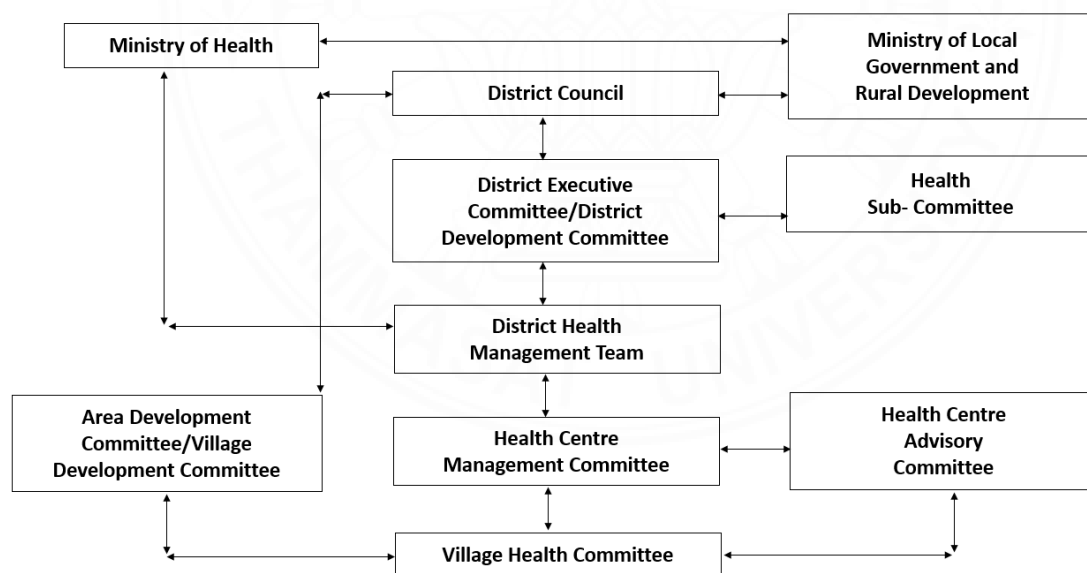 Ministry of Health
Ministry of Local
Government and
Rural Development
District Council
District Executive
Committee/District
Development Committee
Health
Sub- Committee
District Health
Management Team
Area Development
Committee/Village
Development Committee
Health Centre
Management Committee
Health Centre
Advisory
Committee
Village Health Committee
THAMMASAT UNIVERSITY